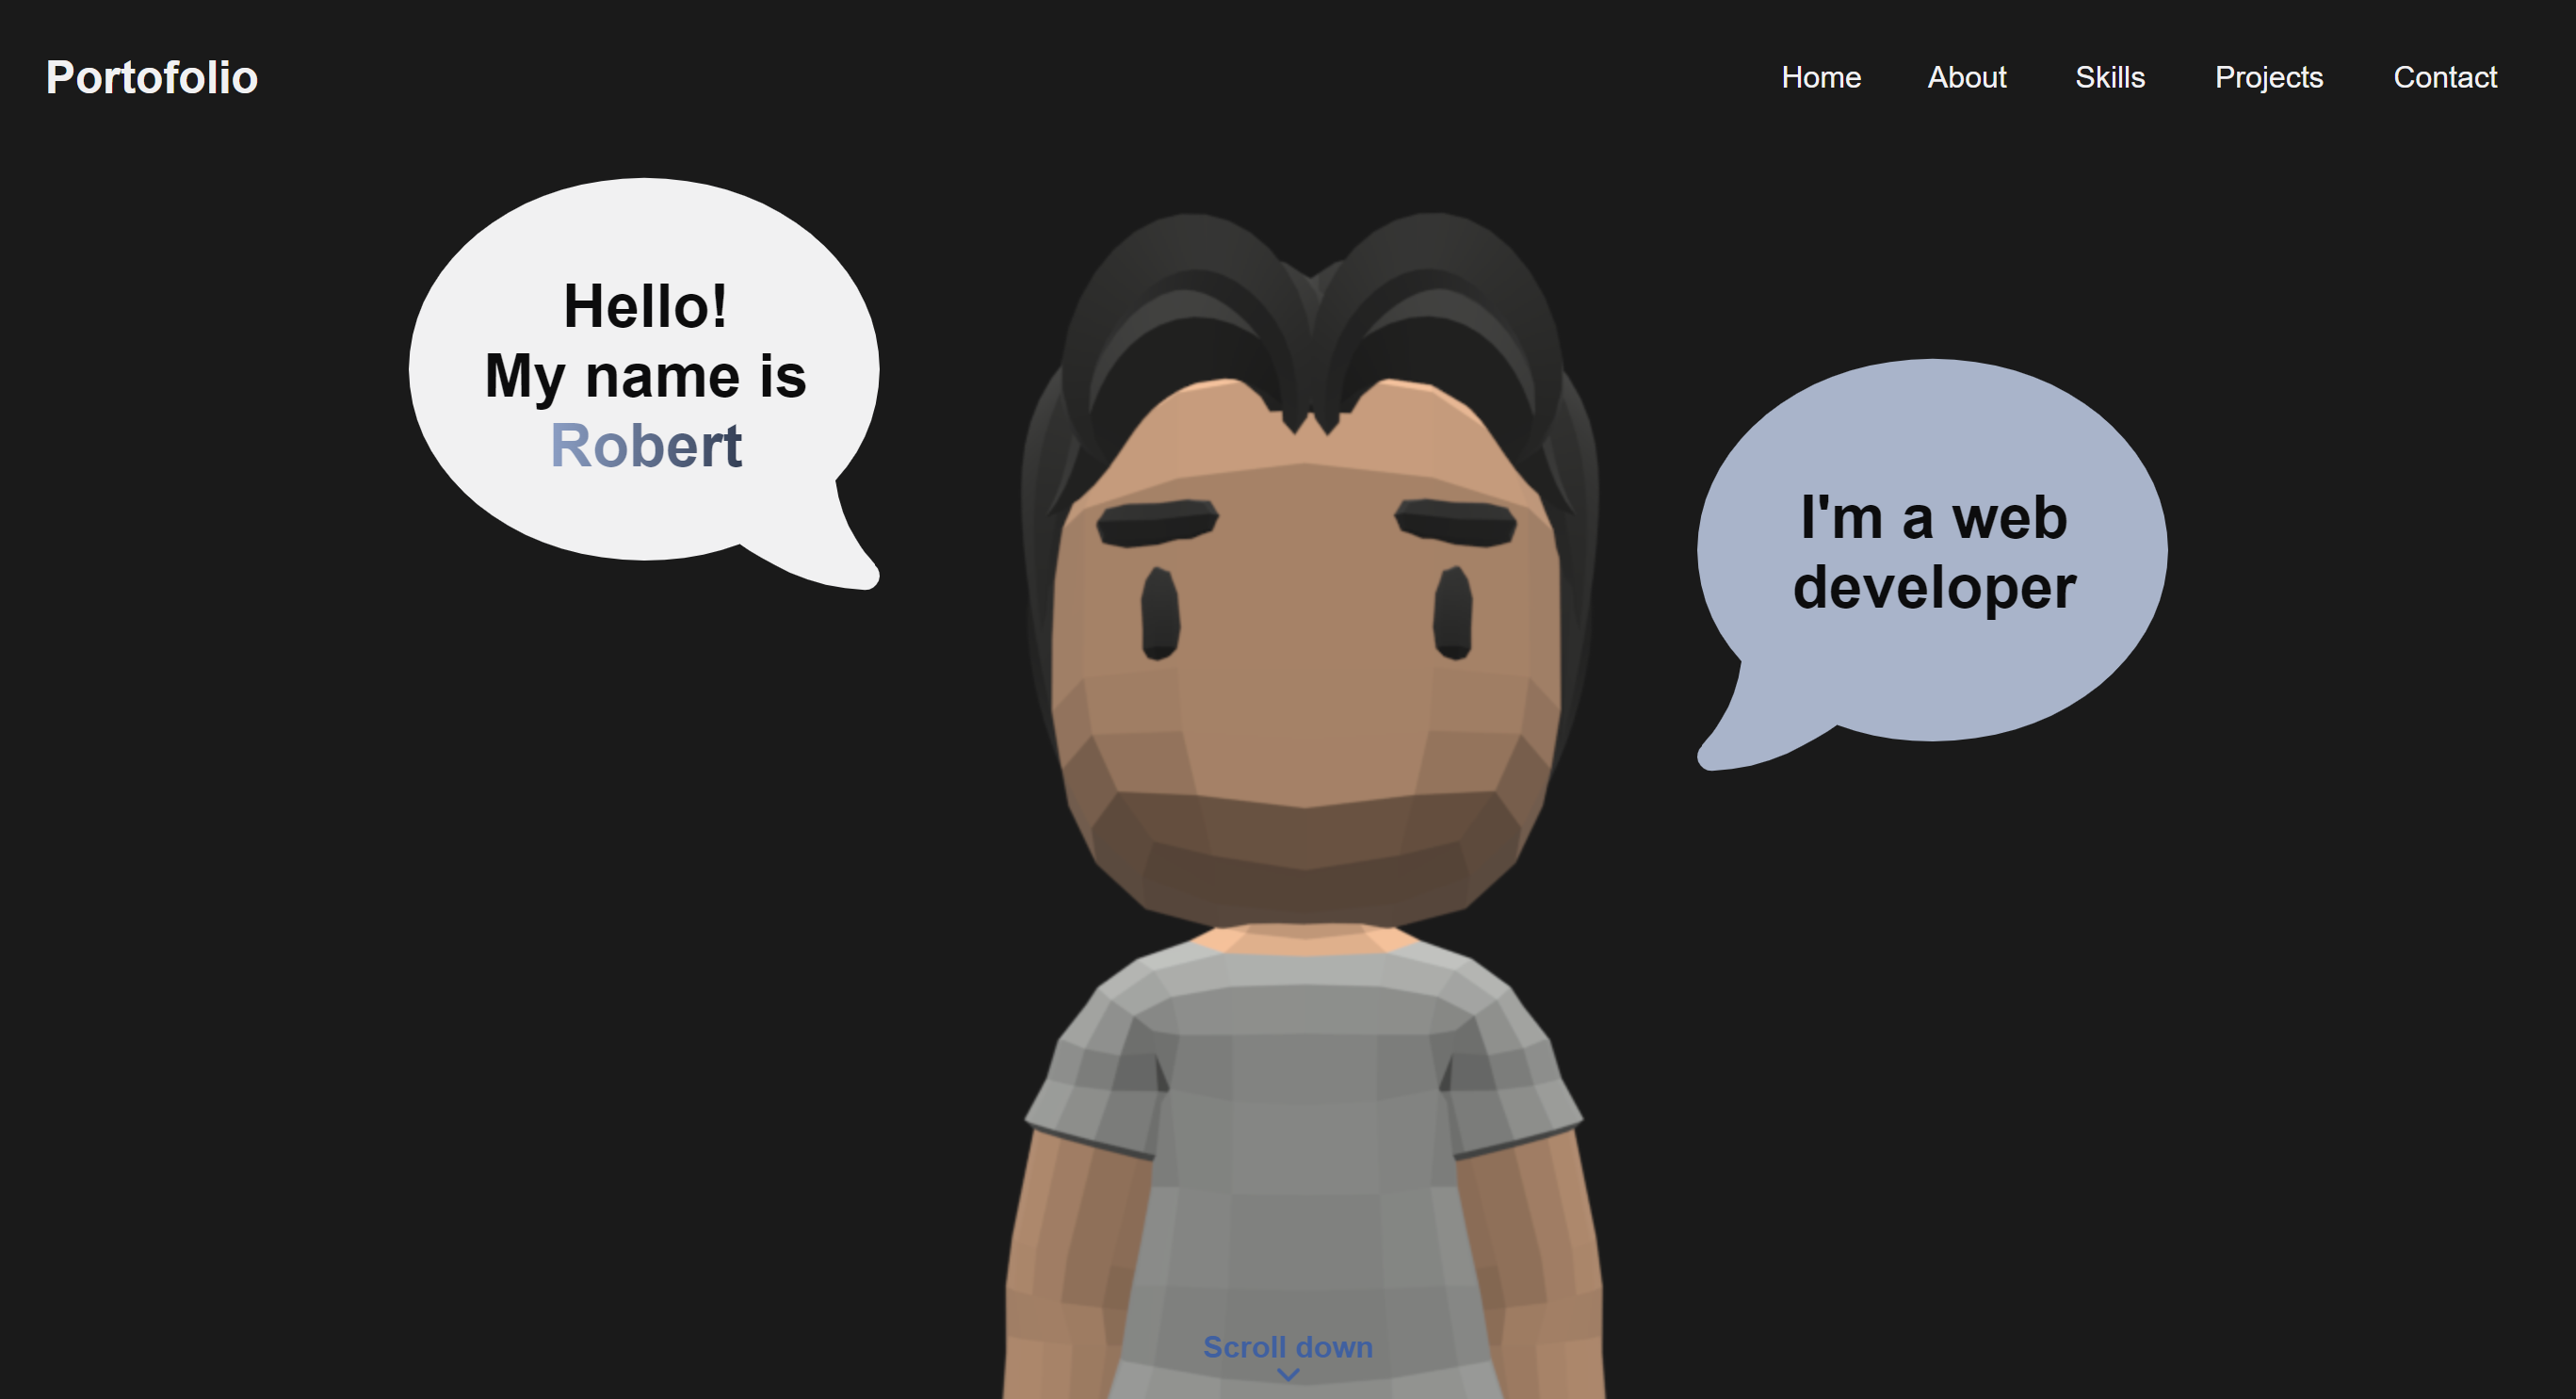 Portofolio
Home About Skills Projects Contact
Hello!
My name is
Robert
I'm a web
developer
Scroll down